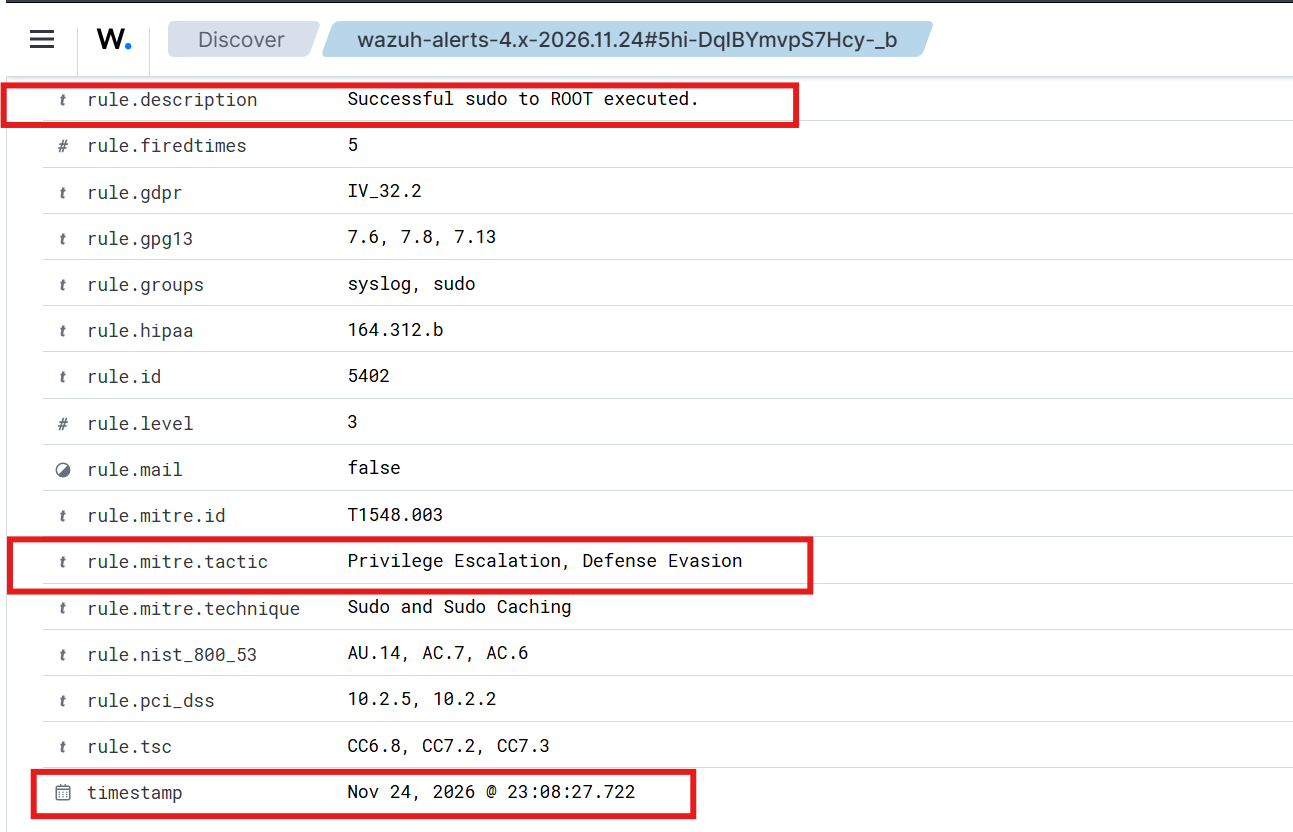 W. Discover wazuh-alerts-4.x-2026.11.24#5hi-DqIBYmvpS7Hcy-_b
t rule.description Successful sudo to ROOT executed.
# rule.firedtimes 5
t rule.gdpr IV_32.2
t rule.gpg13 7.6, 7.8, 7.13
t rule.groups syslog, sudo
t rule.hipaa 164.312.b
t rule.id 5402
# rule.level 3
rule.mail false
t rule.mitre.id T1548.003
t rule.mitre.tactic Privilege Escalation, Defense Evasion
t rule.mitre.technique Sudo and Sudo Caching
t rule.nist_800_53 AU.14, AC.7, AC.6
t rule.pci_dss 10.2.5, 10.2.2
t rule.tsc CC6.8, CC7.2, CC7.3
timestamp Nov 24, 2026 @ 23:08:27.722